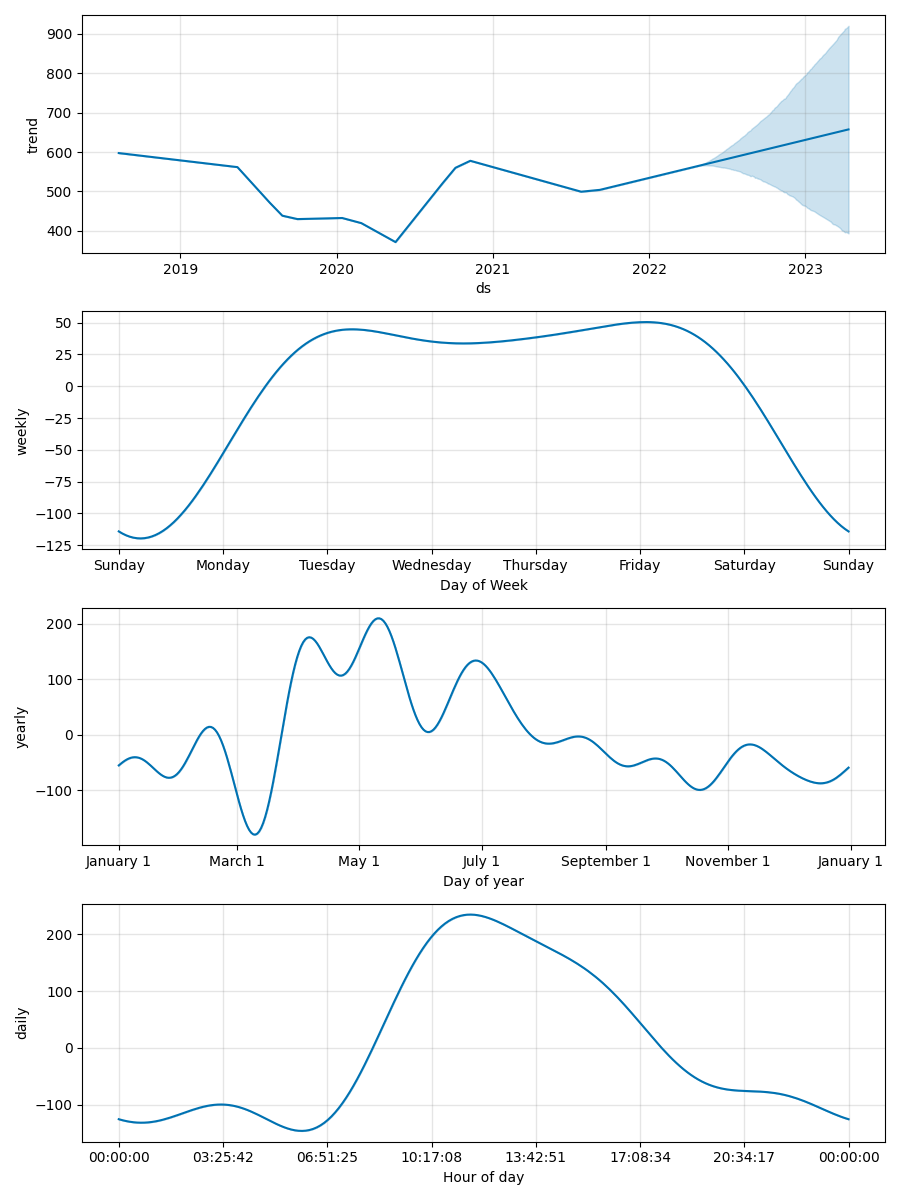 900
800
700
600
500
400
trend
2019 2020 2021 2022 2023
ds
50
25
0
−25
−50
−75
−100
−125
weekly
Sunday Monday Tuesday Wednesday Thursday Friday Saturday Sunday
Day of Week
200
100
0
−100
yearly
January 1 March 1 May 1 July 1 September 1 November 1 January 1
Day of year
200
100
0
−100
daily
00:00:00 03:25:42 06:51:25 10:17:08 13:42:51 17:08:34 20:34:17 00:00:00
Hour of day